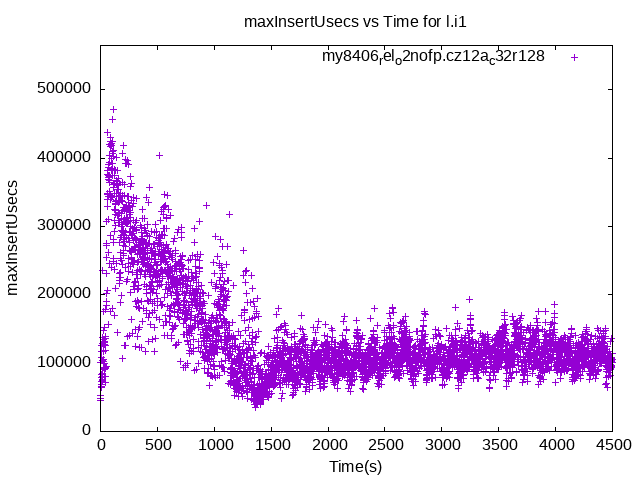 maxInsertUsecs vs Time for l.i1
my8406relo2nofp.cz12ac32r128
500000
400000
300000
200000
100000
0
maxInsertUsecs
0 500 1000 1500 2000 2500 3000 3500 4000 4500
Time(s)